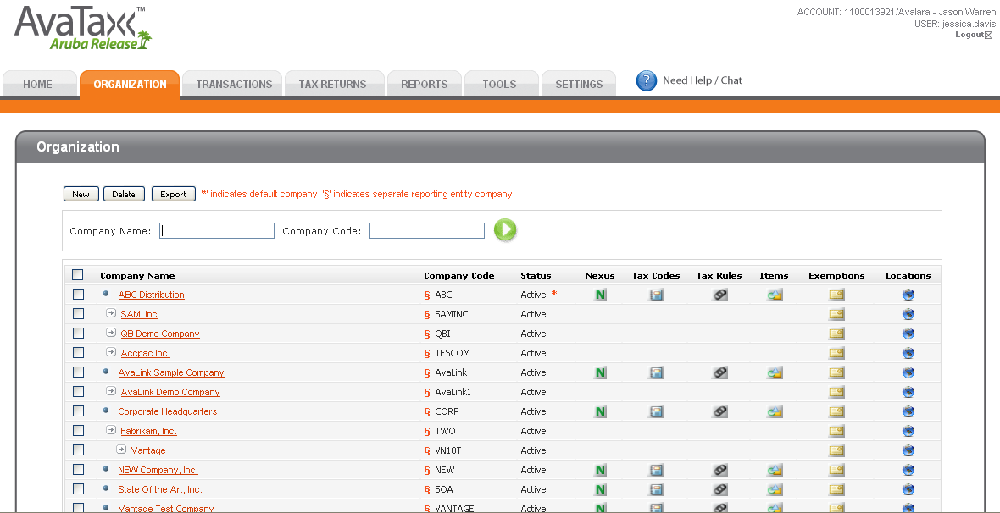 AvaTax™
Aruba Release
ACCOUNT: 1100013921/Avalara - Jason Warren
USER: jessica.davis
Logout
HOME ORGANIZATION TRANSACTIONS TAX RETURNS REPORTS TOOLS SETTINGS ? Need Help / Chat
Organization
New Delete Export '*' indicates default company, '§' indicates separate reporting entity company.
Company Name: Company Code:
Company Name Company Code Status Nexus Tax Codes Tax Rules Items Exemptions Locations
ABC Distribution § ABC Active * N
SAM, Inc § SAMINC Active
QB Demo Company § QBI Active
Accpac Inc. § TESCOM Active
AvaLink Sample Company § AvaLink Active N
AvaLink Demo Company § AvaLink1 Active
Corporate Headquarters § CORP Active N
Fabrikam, Inc. § TWO Active
Vantage § VN10T Active
NEW Company, Inc. § NEW Active N
State Of the Art, Inc. § SOA Active N
Vantage Test Company § VANTAGE Active N